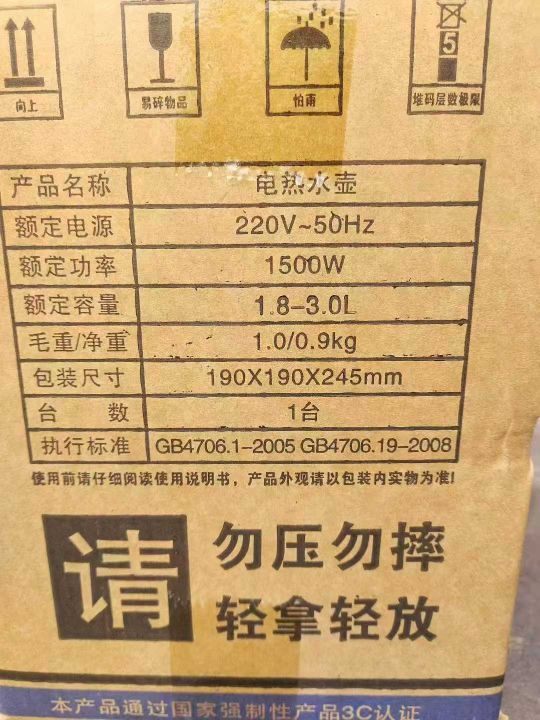 向上 易碎物品 怕雨 5 堆码层数极限
产品名称 电热水壶
额定电源 220V~50Hz
额定功率 1500W
额定容量 1.8-3.0L
毛重/净重 1.0/0.9kg
包装尺寸 190X190X245mm
台 数 1台
执行标准 GB4706.1-2005 GB4706.19-2008
使用前请仔细阅读使用说明书，产品外观请以包装内实物为准!
请 勿压勿摔
轻拿轻放
本产品通过国家强制性产品3C认证